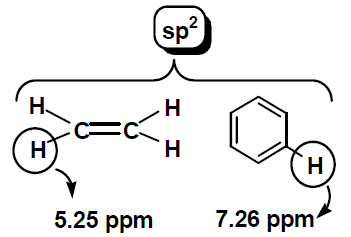 sp²
H H
C=C
H H
H
5.25 ppm 7.26 ppm